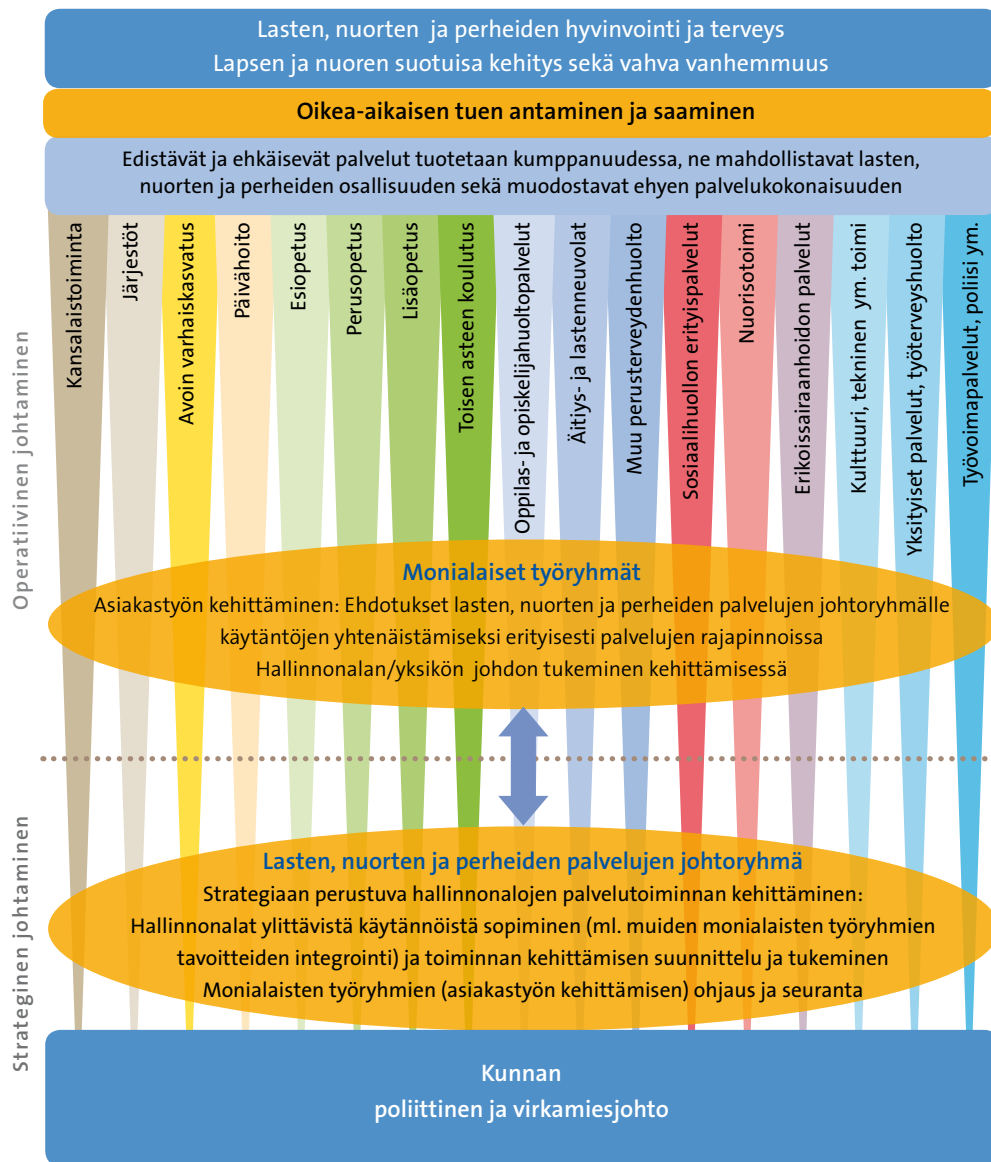 Lasten, nuorten ja perheiden hyvinvointi ja terveys
Lapsen ja nuoren suotuisa kehitys sekä vahva vanhemmuus
Oikea-aikaisen tuen antaminen ja saaminen
Edistävät ja ehkäisevät palvelut tuotetaan kumppanuudessa, ne mahdollistavat lasten,
nuorten ja perheiden osallisuuden sekä muodostavat ehyen palvelukokonaisuuden
Operatiivinen johtaminen
Kansalaistoiminta
Järjestöt
Avoin varhaiskasvatus
Päivähoito
Esiopetus
Perusopetus
Lisäopetus
Toisen asteen koulutus
Oppilas- ja opiskelijahuoltopalvelut
Äitiys- ja lastenneuvolat
Muu perusterveydenhuolto
Sosiaalihuollon erityispalvelut
Nuorisotoimi
Erikoissairaanhoidon palvelut
Kulttuuri, tekninen ym. toimi
Yksityiset palvelut, työterveyshuolto
Työvoimapalvelut, poliisi ym.
Monialaiset työryhmät
Asiakastyön kehittäminen: Ehdotukset lasten, nuorten ja perheiden palvelujen johtoryhmälle
käytäntöjen yhtenäistämiseksi erityisesti palvelujen rajapinnoissa
Hallinnonalan/yksikön johdon tukeminen kehittämisessä
Strateginen johtaminen
Lasten, nuorten ja perheiden palvelujen johtoryhmä
Strategiaan perustuva hallinnonalojen palvelutoiminnan kehittäminen:
Hallinnonalat ylittävistä käytännöistä sopiminen (ml. muiden monialaisten työryhmien
tavoitteiden integrointi) ja toiminnan kehittämisen suunnittelu ja tukeminen
Monialaisten työryhmien (asiakastyön kehittämisen) ohjaus ja seuranta
Kunnan
poliittinen ja virkamiesjohto